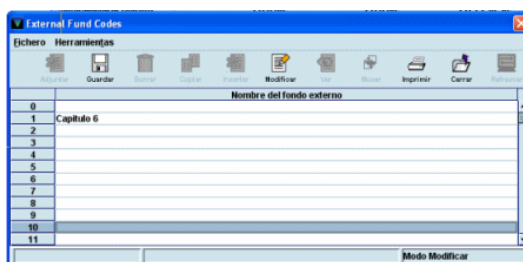 External Fund Codes
Fichero Herramientas
Adjuntar Guardar Borrar Copiar Insertar Modificar Ver Mover Imprimir Cerrar Refrescar
Nombre del fondo externo
0
1 Capitulo 6
2
3
4
5
6
7
8
9
10
11
Modo Modificar